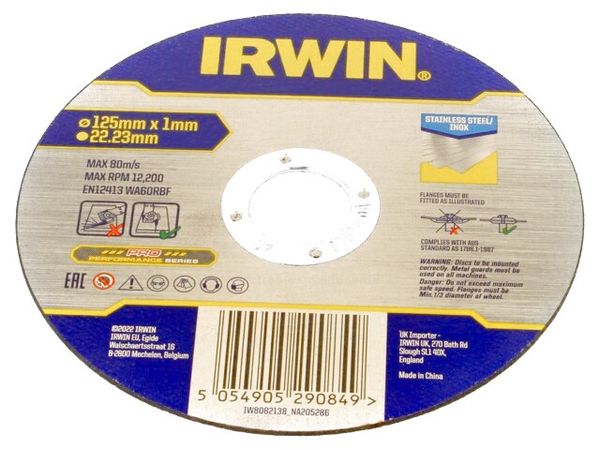 IRWIN®
ø125mm x 1mm
22.23mm
MAX 80m/s
MAX RPM 12,200
EN12413 WA60RBF
PRO
PERFORMANCE SERIES
EAC
©2022 IRWIN
IRWIN EU, Egide
Walschaertsstraat 16
B-2800 Mechelen, Belgium
STAINLESS STEEL/
INOX
FLANGES MUST BE
FITTED AS ILLUSTRATED
COMPLIES WITH AUS
STANDARD AS 1788.1-1987
WARNING: Discs to be mounted
correctly. Metal guards must be
used on all machines.
Danger: Do not exceed maximum
safe speed. Flanges must be
Min. 1/3 diameter of wheel.
UK Importer -
IRWIN UK, 270 Bath Rd
Slough SL1 4DX,
England
Made in China
5 054905 290849 >
IW8082138_NA205286